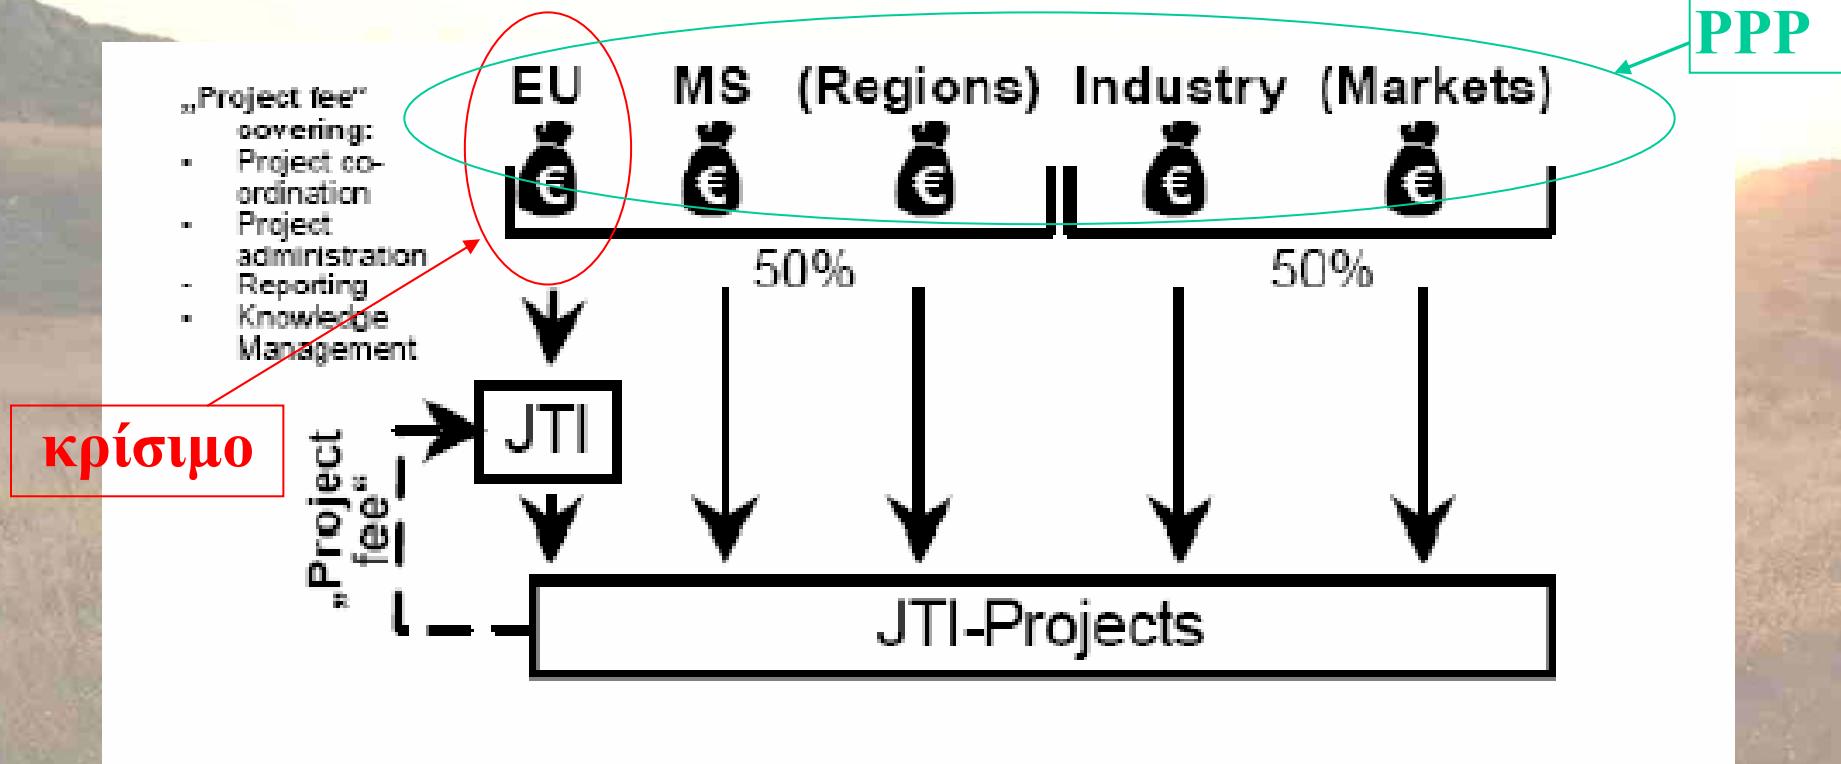 PPP
EU MS (Regions) Industry (Markets)
„Project fee“
covering:
• Project co-
ordination
• Project
administration
- Reporting
• Knowledge
Management
€ € € € €
50% 50%
κρίσιμο
JTI
„Project
fee“
JTI-Projects